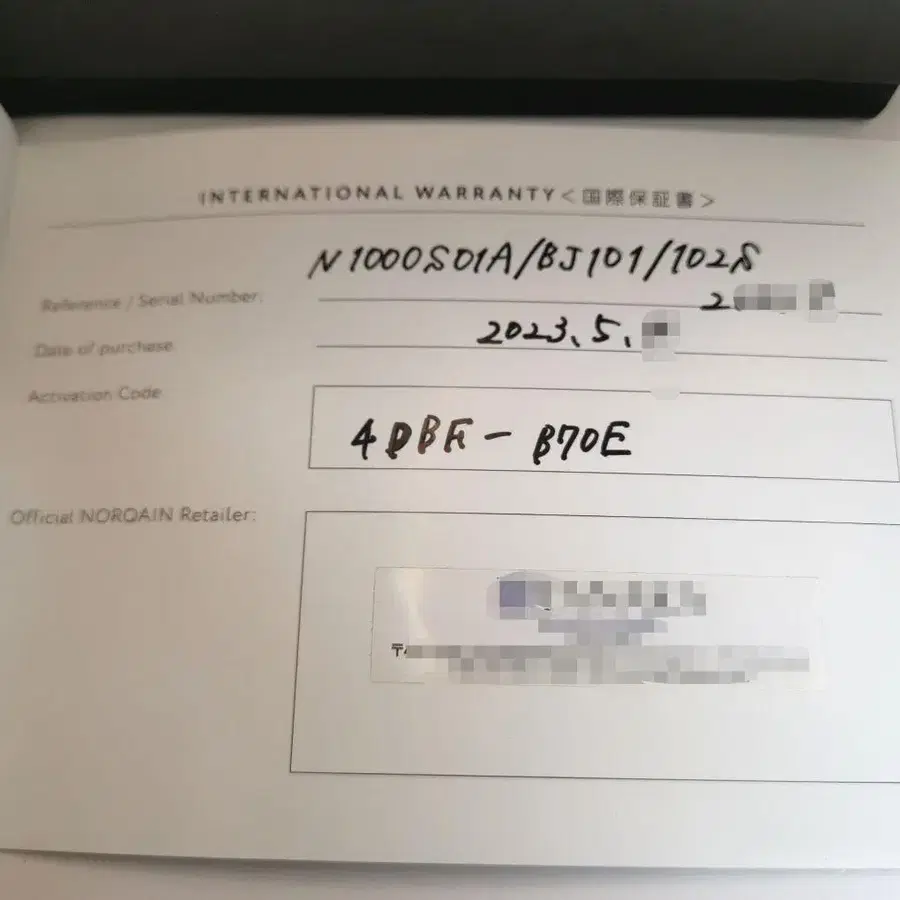 INTERNATIONAL WARRANTY<国際保証書>
N1000S01A/BJ101/102S
Reference / Serial Number:
2
Date of purchase
2023.5.
Activation Code
4DBF-B70E
Official NORQAIN Retailer:
〒